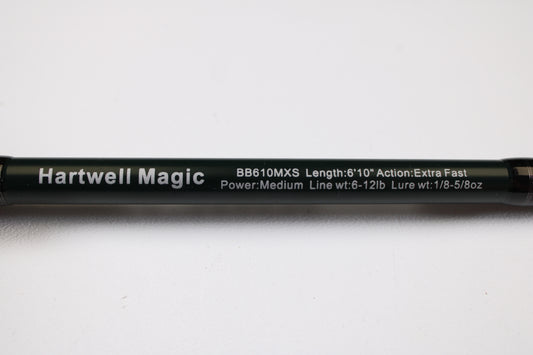 Hartwell Magic
BB610MXS Length:6'10" Action:Extra Fast
Power:Medium Line wt:6-12lb Lure wt:1/8-5/8oz